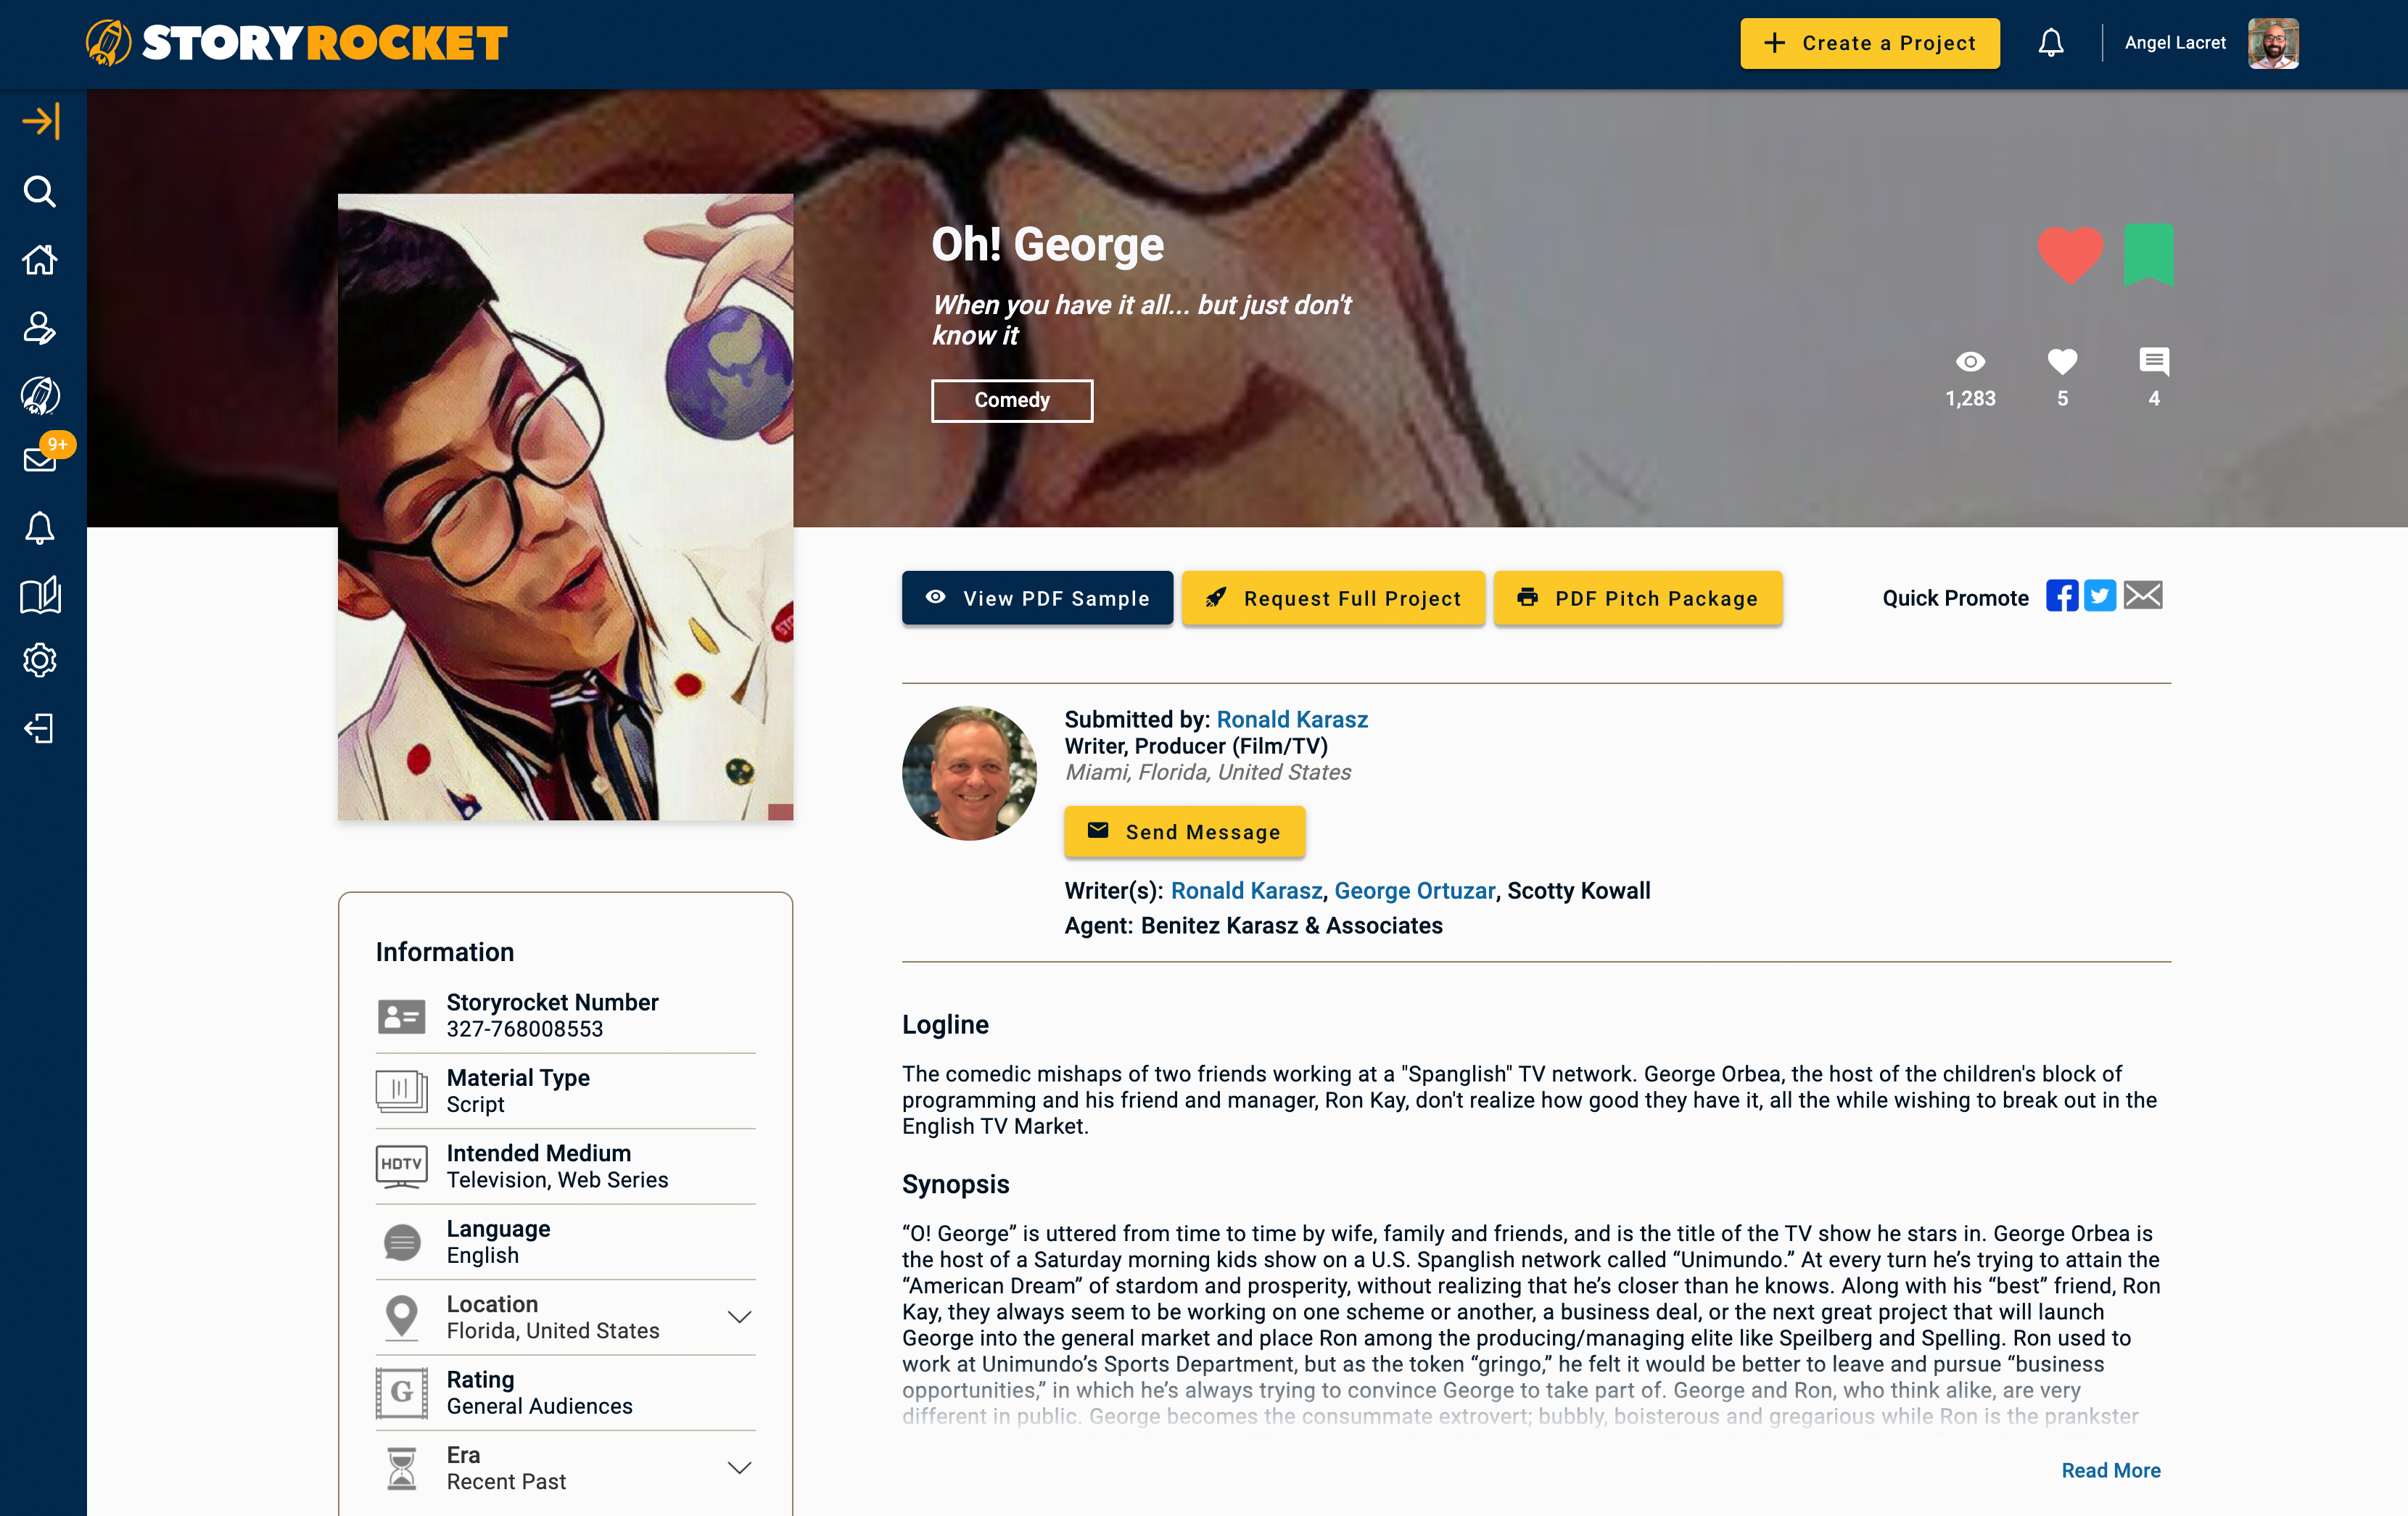 STORYROCKET
+ Create a Project
Angel Lacret
9+
Oh! George
When you have it all... but just don't
know it
Comedy
1,283
5
4
View PDF Sample
Request Full Project
PDF Pitch Package
Quick Promote
Submitted by: Ronald Karasz
Writer, Producer (Film/TV)
Miami, Florida, United States
Send Message
Writer(s): Ronald Karasz, George Ortuzar, Scotty Kowall
Agent: Benitez Karasz & Associates
Information
Storyrocket Number
327-768008553
Material Type
Script
HDTV
Intended Medium
Television, Web Series
Language
English
Location
Florida, United States
G
Rating
General Audiences
Era
Recent Past
Logline
The comedic mishaps of two friends working at a "Spanglish" TV network. George Orbea, the host of the children's block of
programming and his friend and manager, Ron Kay, don't realize how good they have it, all the while wishing to break out in the
English TV Market.
Synopsis
“O! George” is uttered from time to time by wife, family and friends, and is the title of the TV show he stars in. George Orbea is
the host of a Saturday morning kids show on a U.S. Spanglish network called “Unimundo.” At every turn he’s trying to attain the
“American Dream” of stardom and prosperity, without realizing that he’s closer than he knows. Along with his “best” friend, Ron
Kay, they always seem to be working on one scheme or another, a business deal, or the next great project that will launch
George into the general market and place Ron among the producing/managing elite like Speilberg and Spelling. Ron used to
work at Unimundo’s Sports Department, but as the token “gringo,” he felt it would be better to leave and pursue “business
opportunities,” in which he’s always trying to convince George to take part of. George and Ron, who think alike, are very
different in public. George becomes the consummate extrovert; bubbly, boisterous and gregarious while Ron is the prankster
Read More